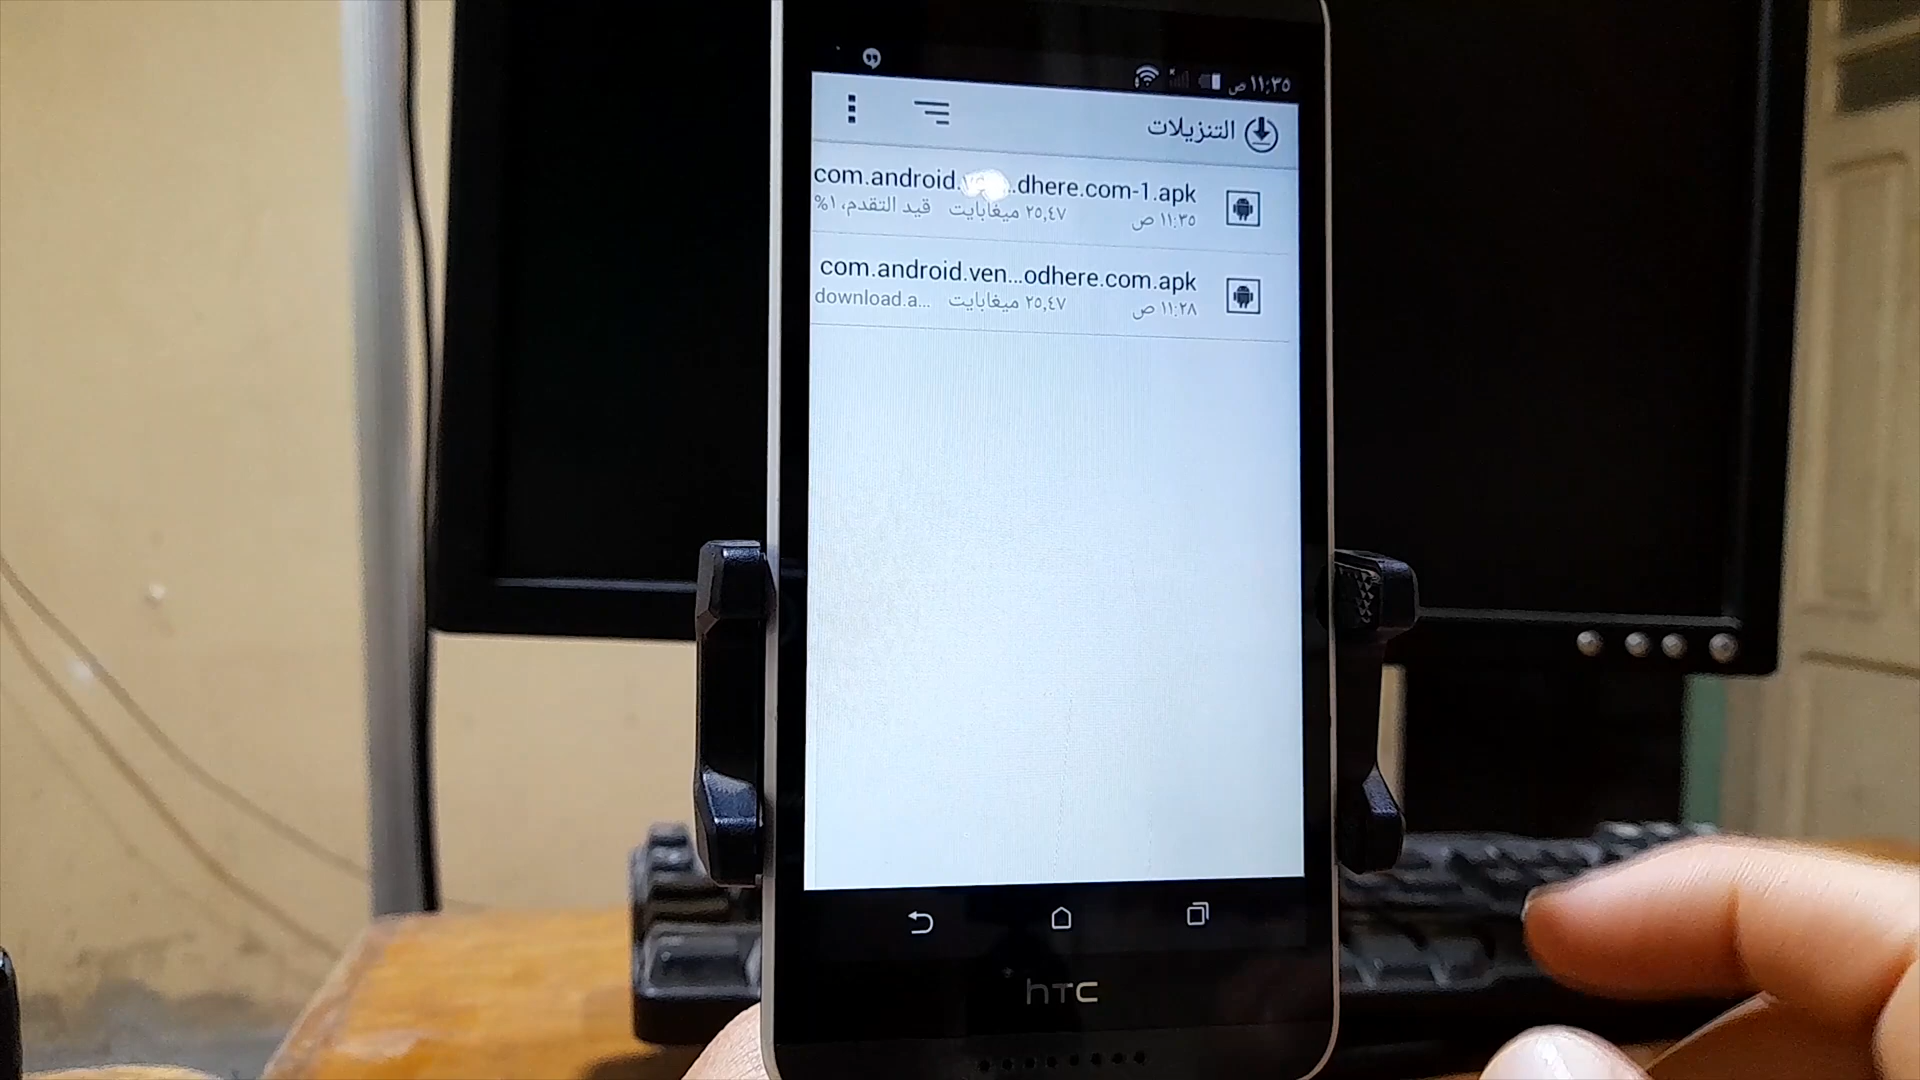 ١١:٣٥ ص
التنزيلات
com.android.ve...dhere.com-1.apk
١١:٣٥ ص ٢٥,٤٧ ميغابايت قيد التقدم، ١%
com.android.ven...odhere.com.apk
١١:٢٨ ص ٢٥,٤٧ ميغابايت download.a...
hTC